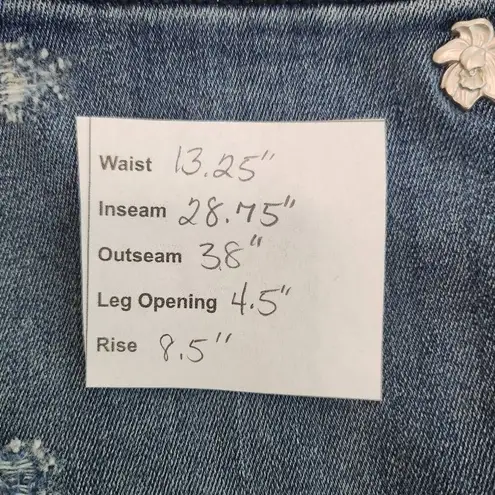 Waist 13.25"
Inseam 28.75"
Outseam 38"
Leg Opening 4.5"
Rise 8.5"